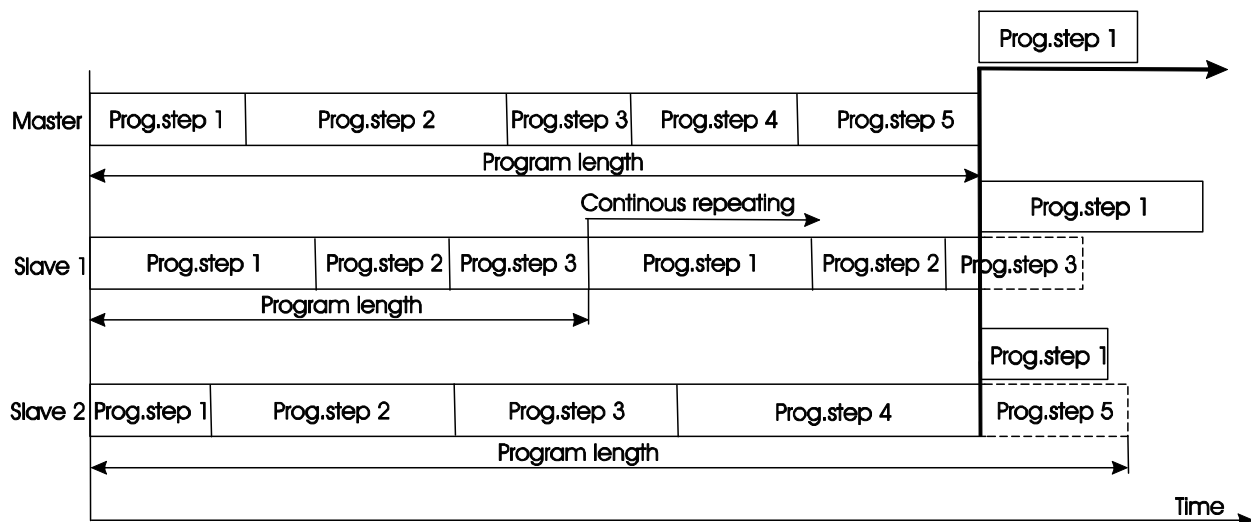 Prog.step 1
Master Prog.step 1 Prog.step 2 Prog.step 3 Prog.step 4 Prog.step 5
Program length
Continous repeating
Prog.step 1
Slave 1 Prog.step 1 Prog.step 2 Prog.step 3 Prog.step 1 Prog.step 2 Prog.step 3
Program length
Prog.step 1
Slave 2 Prog.step 1 Prog.step 2 Prog.step 3 Prog.step 4 Prog.step 5
Program length
Time